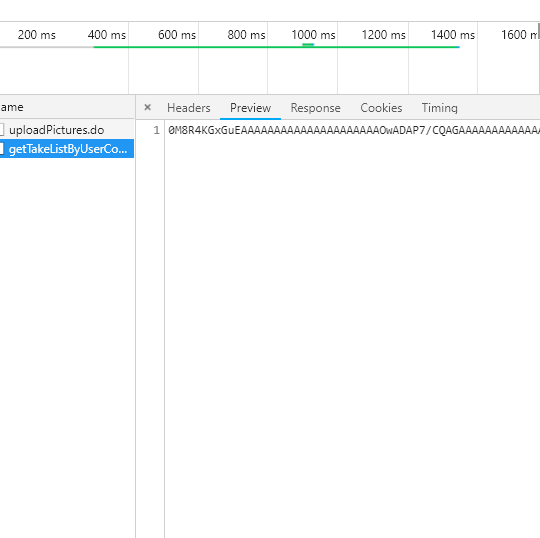 200 ms 400 ms 600 ms 800 ms 1000 ms 1200 ms 1400 ms 1600 m
ame × Headers Preview Response Cookies Timing
uploadPictures.do
getTakeListByUserCo...
1 0M8R4KGxGuEAAAAAAAAAAAAAAAAAAAAAOwADAP7/CQAGAAAAAAAAAAAA